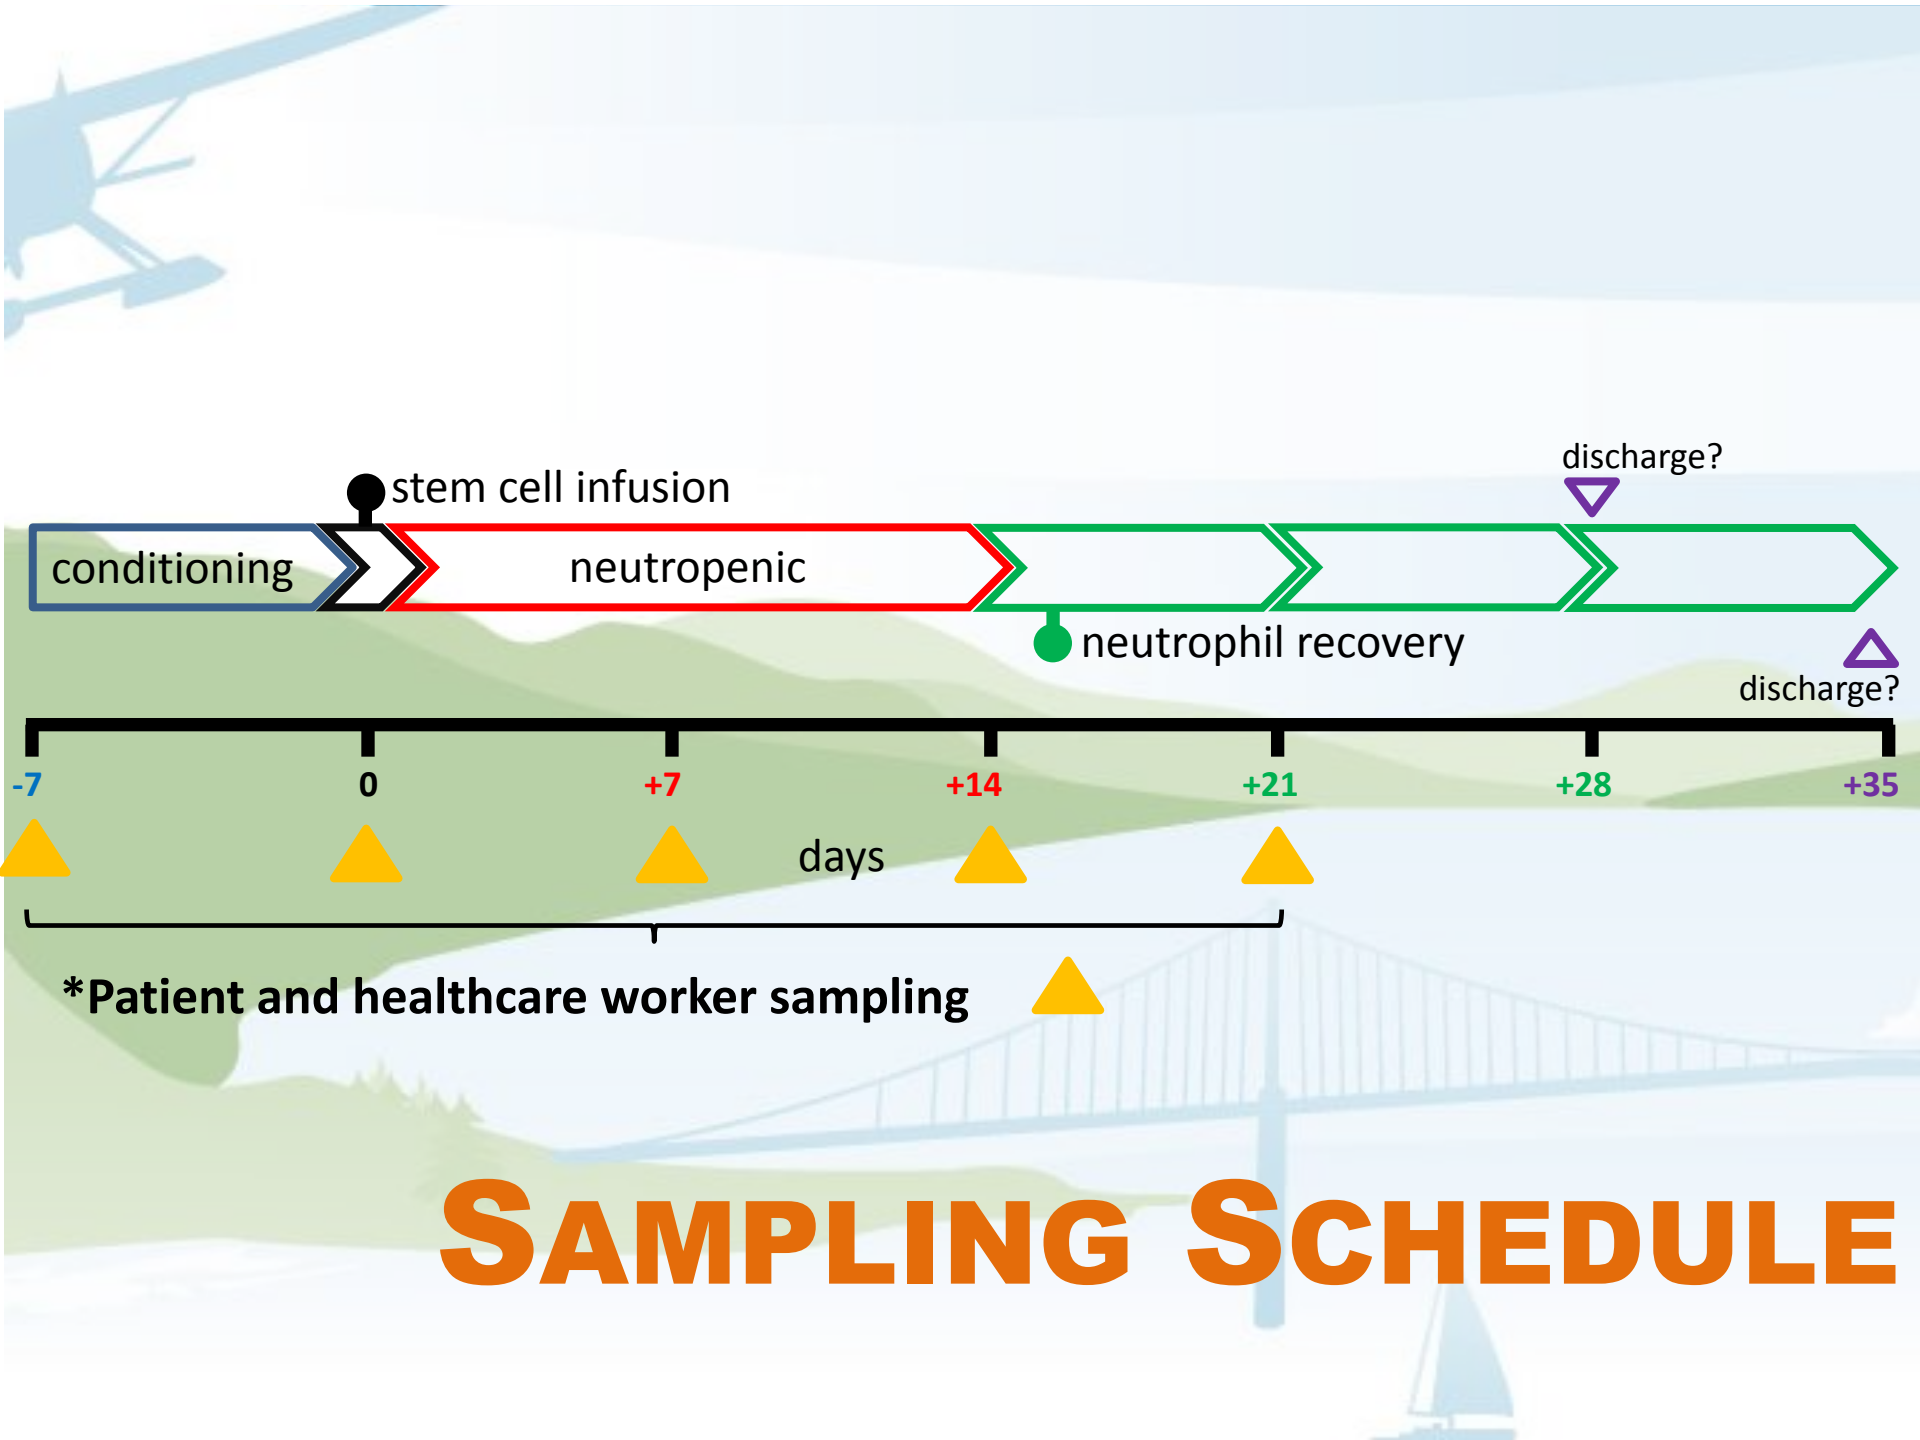 discharge?
stem cell infusion
conditioning
neutropenic
neutrophil recovery
discharge?
-7 0 +7 +14 +21 +28 +35
days
*Patient and healthcare worker sampling
SAMPLING SCHEDULE